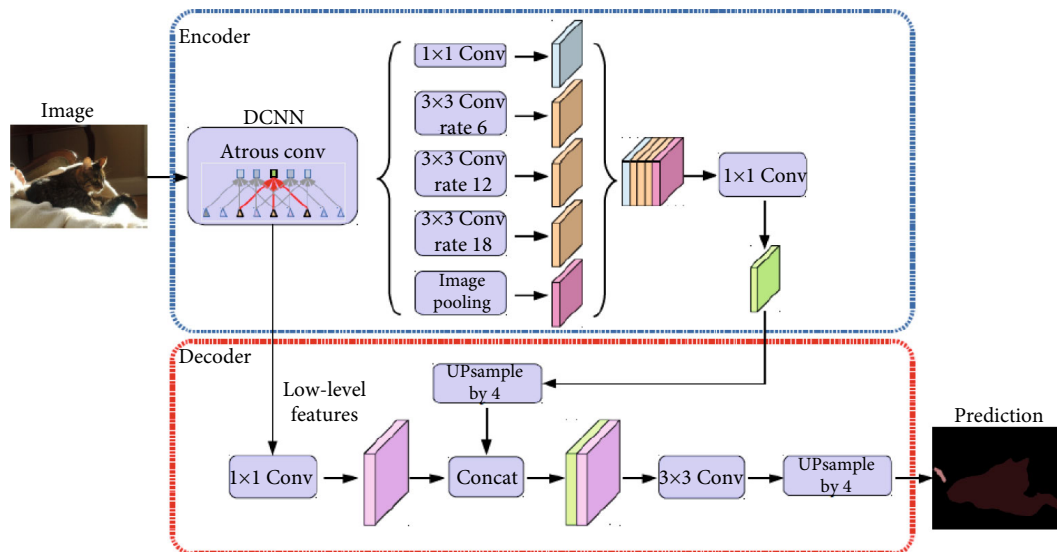 Encoder
Image
DCNN
Atrous conv
1×1 Conv
3×3 Conv
rate 6
3×3 Conv
rate 12
3×3 Conv
rate 18
Image
pooling
1×1 Conv
Decoder
Low-level
features
UPsample
by 4
1×1 Conv
Concat
3×3 Conv
UPsample
by 4
Prediction